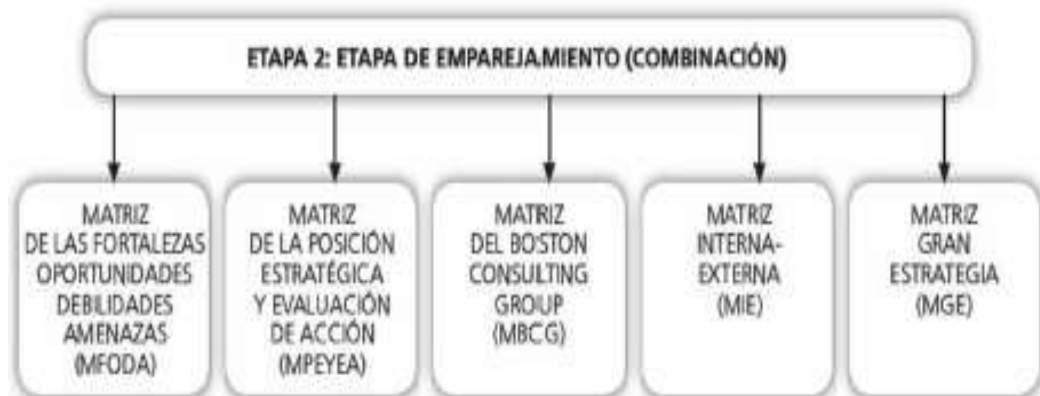 ETAPA 2: ETAPA DE EMPAREJAMIENTO (COMBINACIÓN)
MATRIZ
DE LAS FORTALEZAS
OPORTUNIDADES
DEBILIDADES
AMENAZAS
(MFODA)
MATRIZ
DE LA POSICIÓN
ESTRATÉGICA
Y EVALUACIÓN
DE ACCIÓN
(MPEYEA)
MATRIZ
DEL BOSTON
CONSULTING
GROUP
(MBCG)
MATRIZ
INTERNA-
EXTERNA
(MIE)
MATRIZ
GRAN
ESTRATEGIA
(MGE)